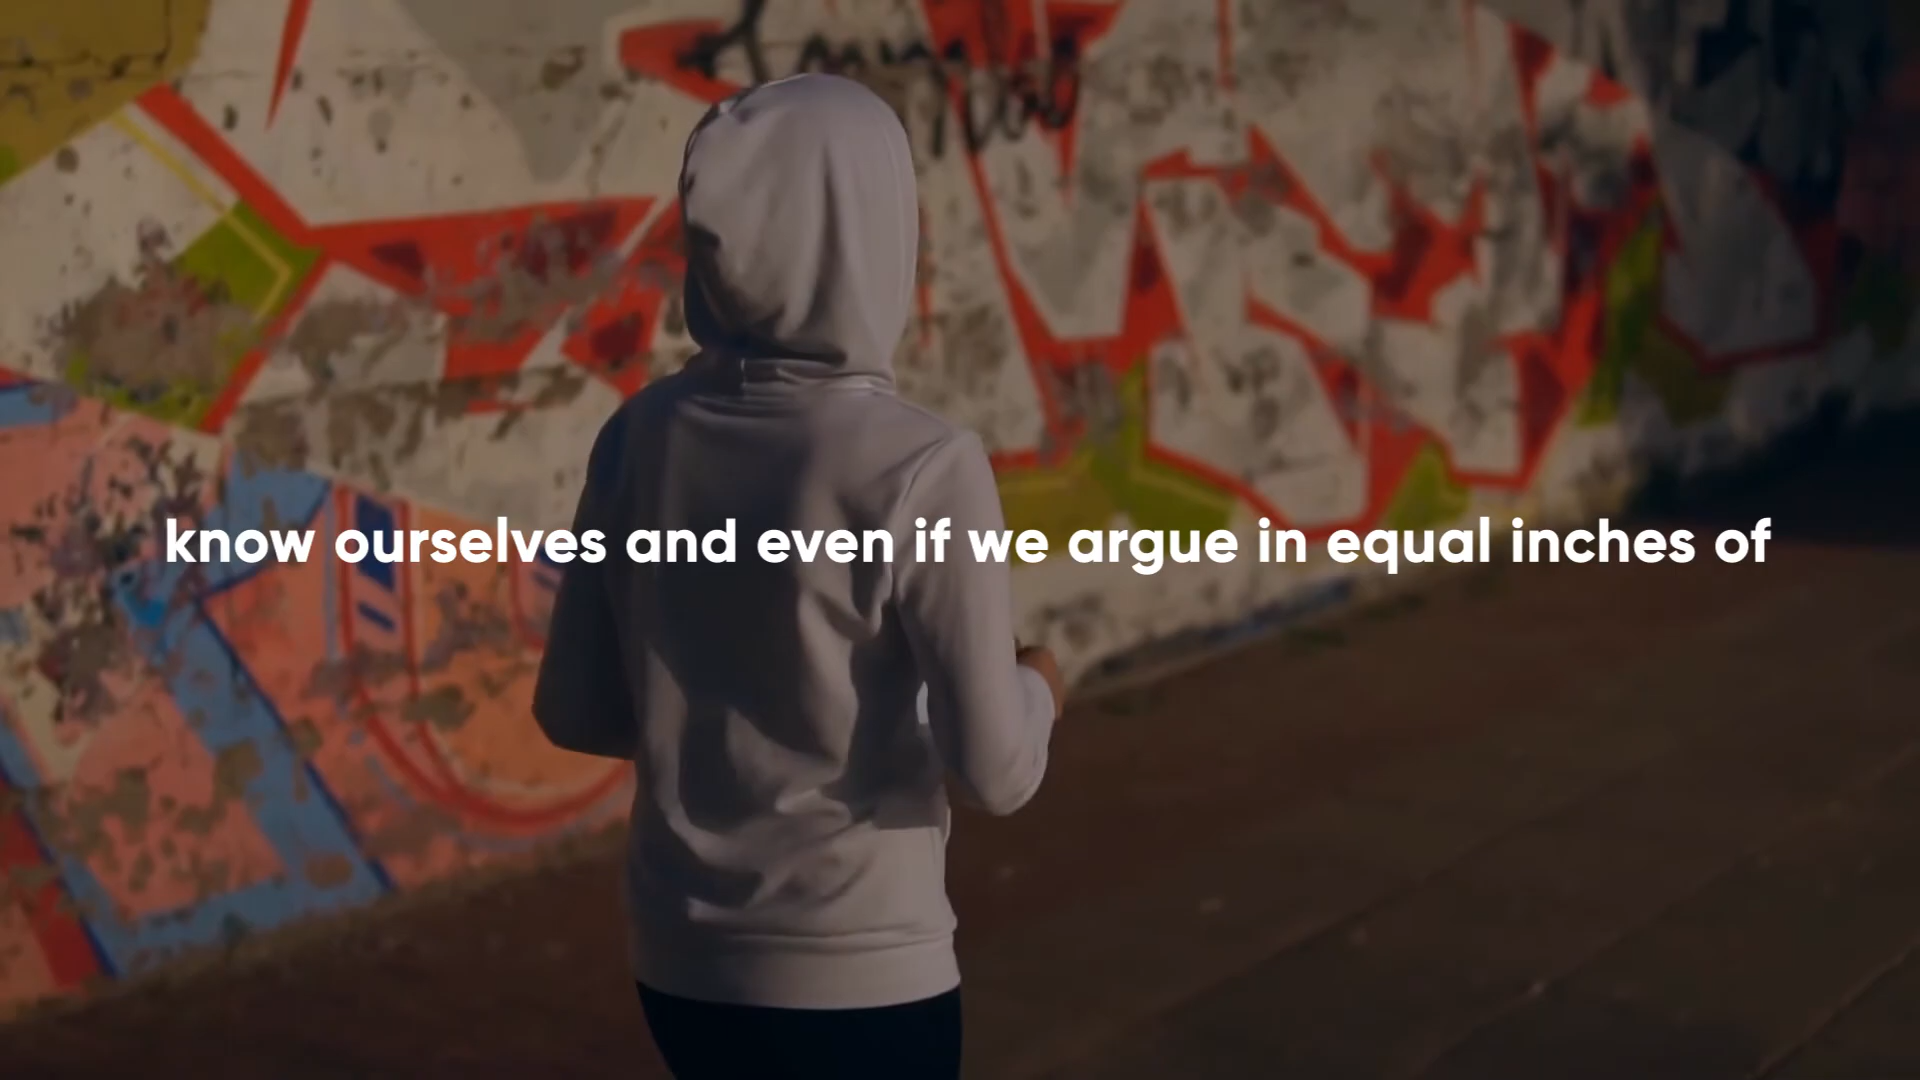 know ourselves and even if we argue in equal inches of